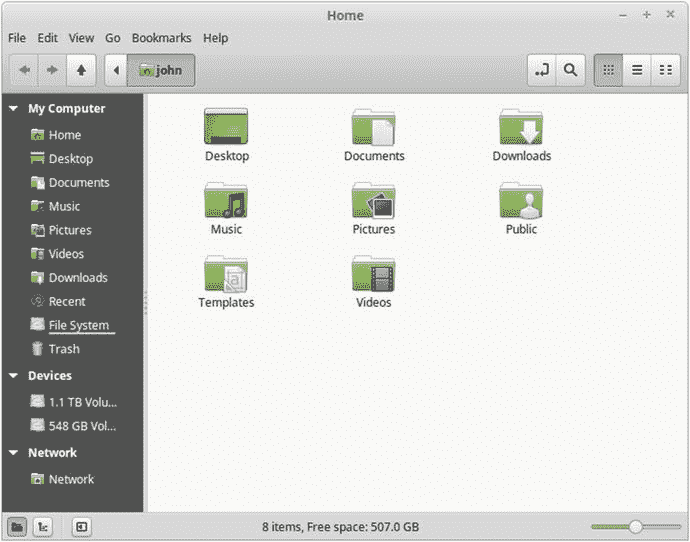 Home
File Edit View Go Bookmarks Help
john
My Computer
Home
Desktop
Documents
Music
Pictures
Videos
Downloads
Recent
File System
Trash
Devices
1.1 TB Volu...
548 GB Vol...
Network
Network
Desktop Documents Downloads
Music Pictures Public
Templates Videos
8 items, Free space: 507.0 GB